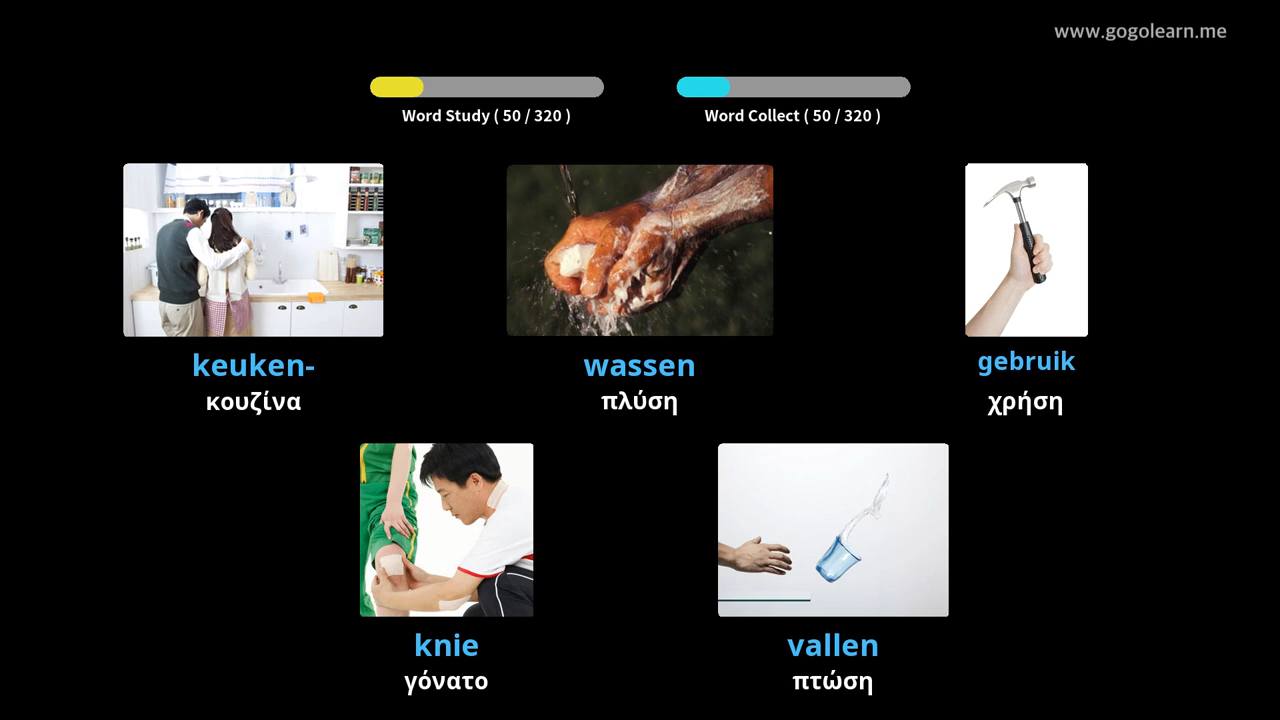 www.gogolearn.me
Word Study ( 50 / 320 )
Word Collect ( 50 / 320 )
keuken-
κουζίνα
wassen
πλύση
gebruik
χρήση
knie
γόνατο
vallen
πτώση